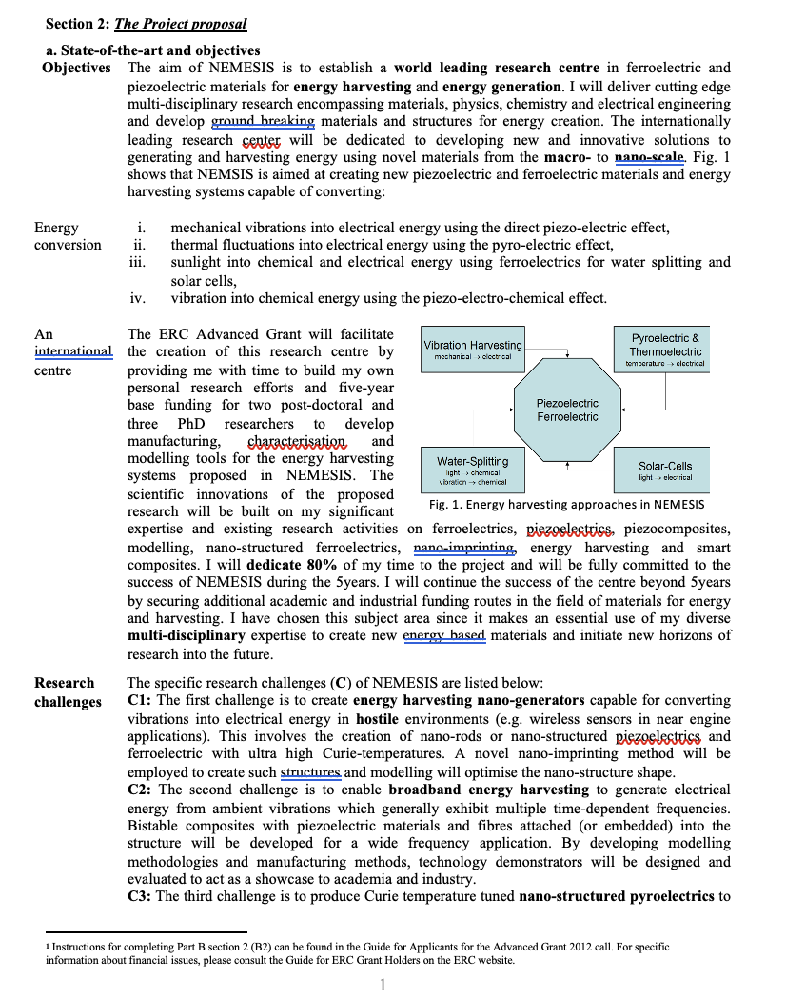 Section 2: The Project proposal
a. State-of-the-art and objectives
Objectives The aim of NEMESIS is to establish a world leading research centre in ferroelectric and
piezoelectric materials for energy harvesting and energy generation. I will deliver cutting edge
multi-disciplinary research encompassing materials, physics, chemistry and electrical engineering
and develop ground breaking materials and structures for energy creation. The internationally
leading research center will be dedicated to developing new and innovative solutions to
generating and harvesting energy using novel materials from the macro- to nano-scale. Fig. 1
shows that NEMSIS is aimed at creating new piezoelectric and ferroelectric materials and energy
harvesting systems capable of converting:
Energy
conversion
i. mechanical vibrations into electrical energy using the direct piezo-electric effect,
ii. thermal fluctuations into electrical energy using the pyro-electric effect,
iii. sunlight into chemical and electrical energy using ferroelectrics for water splitting and
solar cells,
iv. vibration into chemical energy using the piezo-electro-chemical effect.
An
international
centre
The ERC Advanced Grant will facilitate
the creation of this research centre by
providing me with time to build my own
personal research efforts and five-year
base funding for two post-doctoral and
three PhD researchers to develop
manufacturing, characterisation and
modelling tools for the energy harvesting
systems proposed in NEMESIS. The
scientific innovations of the proposed
research will be built on my significant
Vibration Harvesting
mechanical → electrical
Pyroelectric &
Thermoelectric
temperature → electrical
Piezoelectric
Ferroelectric
Water-Splitting
light → chemical
vibration → chemical
Solar-Cells
light → electrical
Fig. 1. Energy harvesting approaches in NEMESIS
expertise and existing research activities on ferroelectrics, piezoelectrics, piezocomposites,
modelling, nano-structured ferroelectrics, nano-imprinting, energy harvesting and smart
composites. I will dedicate 80% of my time to the project and will be fully committed to the
success of NEMESIS during the 5years. I will continue the success of the centre beyond 5years
by securing additional academic and industrial funding routes in the field of materials for energy
and harvesting. I have chosen this subject area since it makes an essential use of my diverse
multi-disciplinary expertise to create new energy based materials and initiate new horizons of
research into the future.
Research
challenges
The specific research challenges (C) of NEMESIS are listed below:
C1: The first challenge is to create energy harvesting nano-generators capable for converting
vibrations into electrical energy in hostile environments (e.g. wireless sensors in near engine
applications). This involves the creation of nano-rods or nano-structured piezoelectrics and
ferroelectric with ultra high Curie-temperatures. A novel nano-imprinting method will be
employed to create such structures and modelling will optimise the nano-structure shape.
C2: The second challenge is to enable broadband energy harvesting to generate electrical
energy from ambient vibrations which generally exhibit multiple time-dependent frequencies.
Bistable composites with piezoelectric materials and fibres attached (or embedded) into the
structure will be developed for a wide frequency application. By developing modelling
methodologies and manufacturing methods, technology demonstrators will be designed and
evaluated to act as a showcase to academia and industry.
C3: The third challenge is to produce Curie temperature tuned nano-structured pyroelectrics to
1 Instructions for completing Part B section 2 (B2) can be found in the Guide for Applicants for the Advanced Grant 2012 call. For specific
information about financial issues, please consult the Guide for ERC Grant Holders on the ERC website.
1